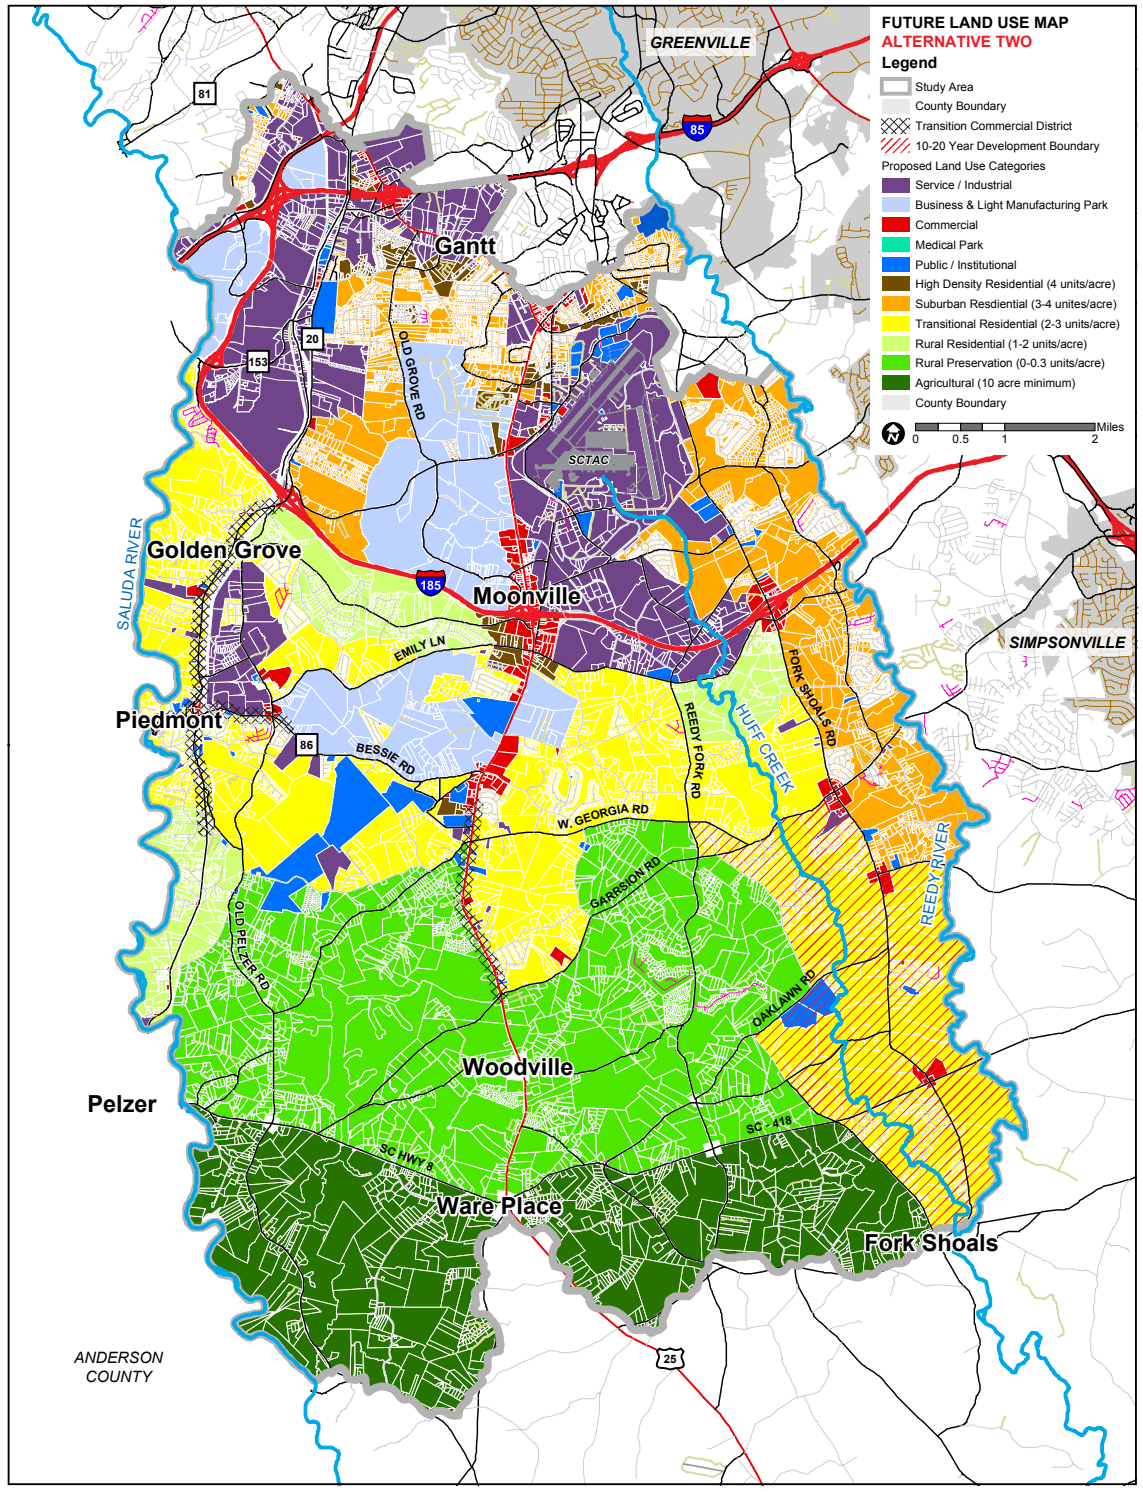 FUTURE LAND USE MAP
ALTERNATIVE TWO
Legend
Study Area
County Boundary
Transition Commercial District
10-20 Year Development Boundary
Proposed Land Use Categories
Service / Industrial
Business & Light Manufacturing Park
Commercial
Medical Park
Public / Institutional
High Density Residential (4 units/acre)
Suburban Resdiential (3-4 unites/acre)
Transitional Residential (2-3 units/acre)
Rural Residential (1-2 units/acre)
Rural Preservation (0-0.3 units/acre)
Agricultural (10 acre minimum)
County Boundary
N
Miles
0 0.5 1 2
GREENVILLE
81
85
Gantt
20
153
OLD GROVE RD
SCTAC
SALUDA RIVER
Golden Grove
185
Moonville
EMILY LN
SIMPSONVILLE
FORK SHOALS RD
Piedmont
86
BESSIE RD
REEDY FORK RD
HUFF CREEK
W. GEORGIA RD
GARRSION RD
REEDY RIVER
OLD PELZER RD
OAKLAWN RD
Woodville
Pelzer
SC - 418
SC HWY 8
Ware Place
Fork Shoals
ANDERSON
COUNTY
25